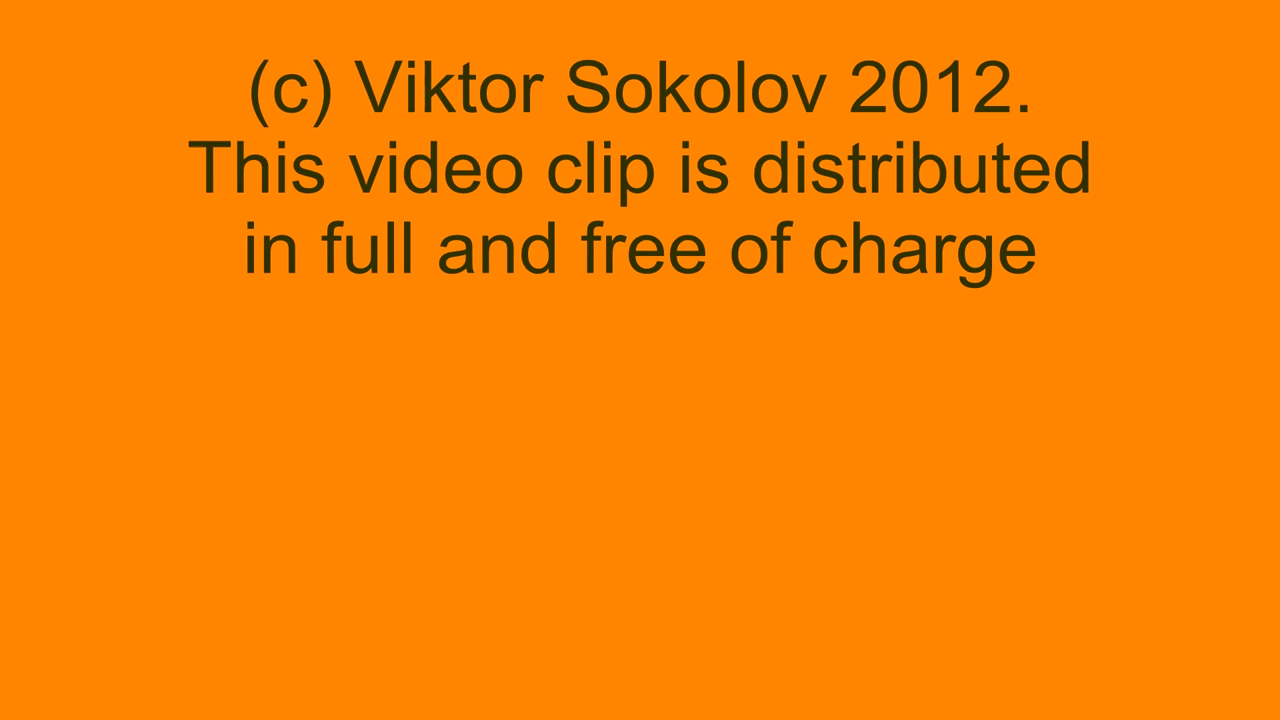 (c) Viktor Sokolov 2012.
This video clip is distributed
in full and free of charge